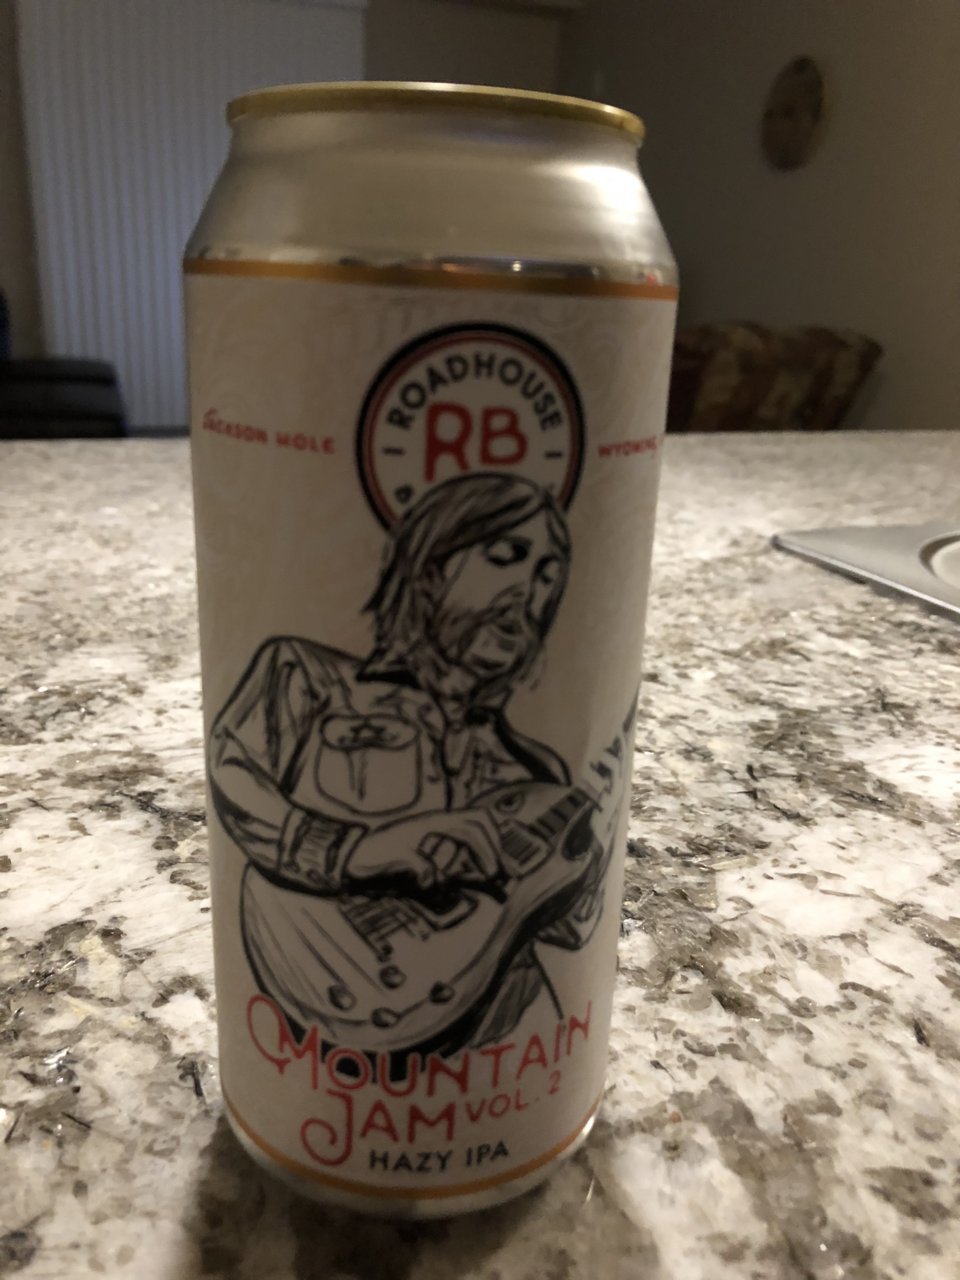 ROADHOUSE
RB
JACKSON HOLE
WYOMING
MOUNTAIN
JAM VOL. 2
HAZY IPA